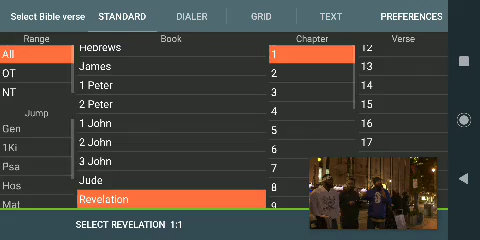 Select Bible verse STANDARD DIALER GRID TEXT PREFERENCES
Range Book Chapter Verse
All Hebrews 1 12
OT James 2 13
NT 1 Peter 3 14
Jump 2 Peter 4 15
Gen 1 John 5 16
1Ki 2 John 6 17
Psa 3 John 7
Hos Jude 8
Mat Revelation 9
SELECT REVELATION 1:1